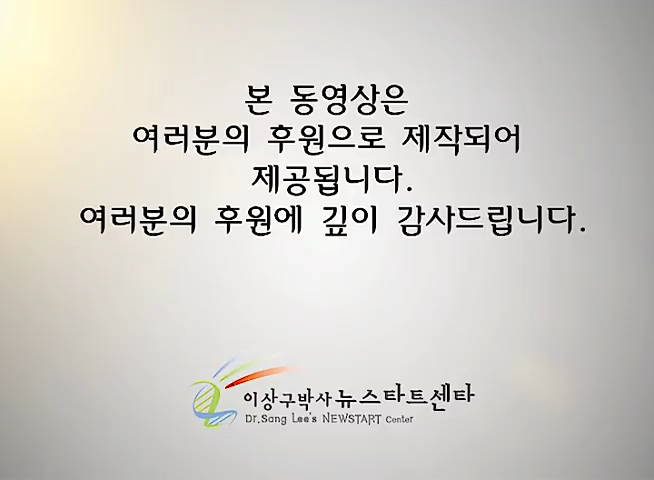 본 동영상은
여러분의 후원으로 제작되어
제공됩니다.
여러분의 후원에 깊이 감사드립니다.
이상구박사 뉴스타트센타
Dr.Sang Lee's NEWSTART Center